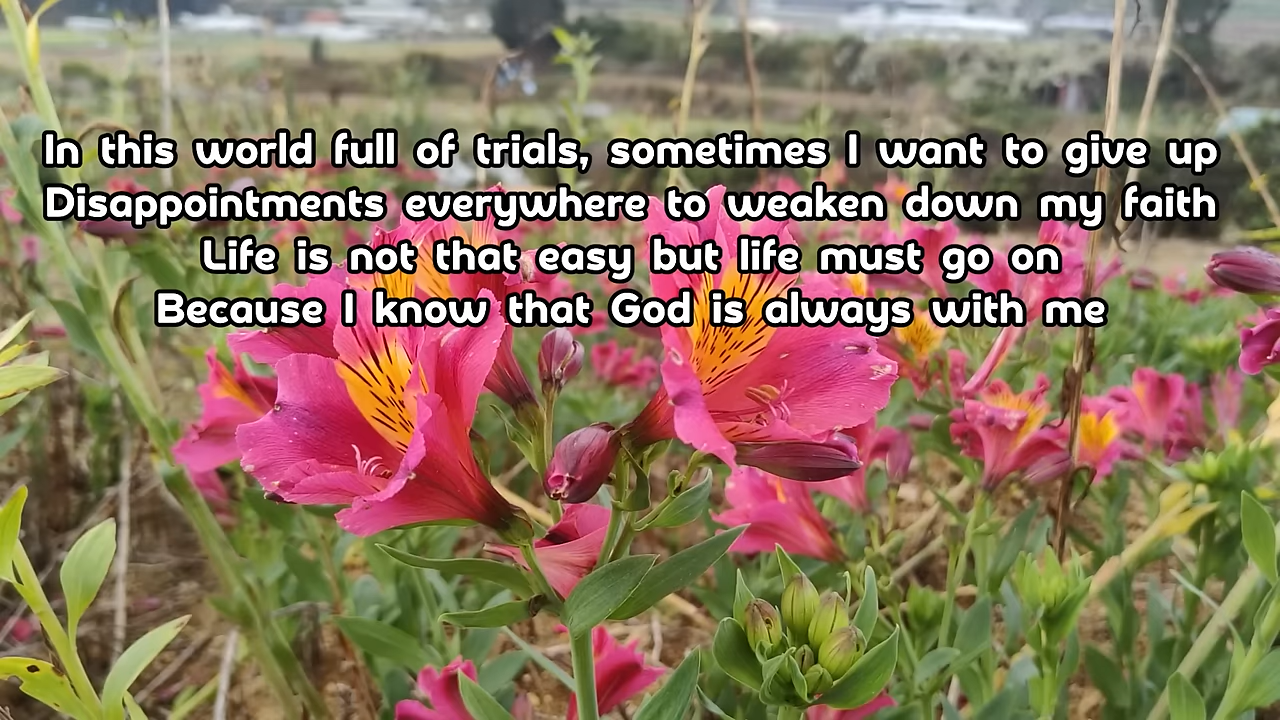 In this world full of trials, sometimes I want to give up
Disappointments everywhere to weaken down my faith
Life is not that easy but life must go on
Because I know that God is always with me